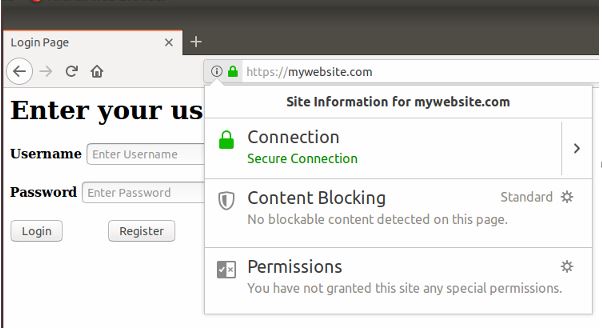 Login Page
https://mywebsite.com
Enter your us
Site Information for mywebsite.com
Connection
Secure Connection
Username Enter Username
Password Enter Password
Content Blocking Standard
No blockable content detected on this page.
Login Register
Permissions
You have not granted this site any special permissions.